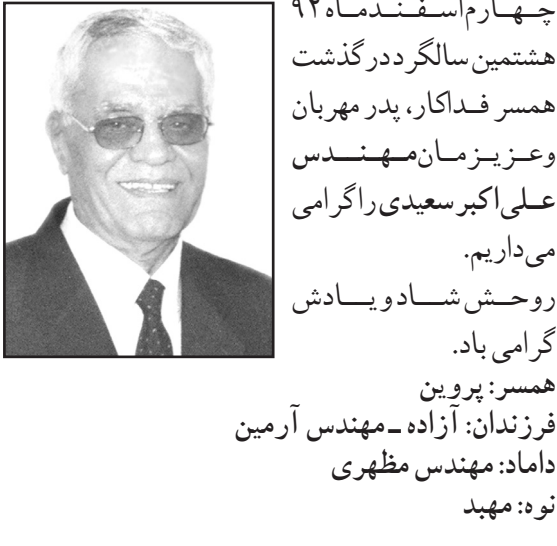 چهارم اسفندماه ۹۲
هشتمین سالگرد درگذشت
همسر فداکار، پدر مهربان
وعزیزمان مهندس
علی‌اکبر سعیدی را گرامی
می‌داریم.
روحش شاد و یادش
گرامی باد.
همسر: پروین
فرزندان: آزاده ـ مهندس آرمین
داماد: مهندس مظهری
نوه: مهبد